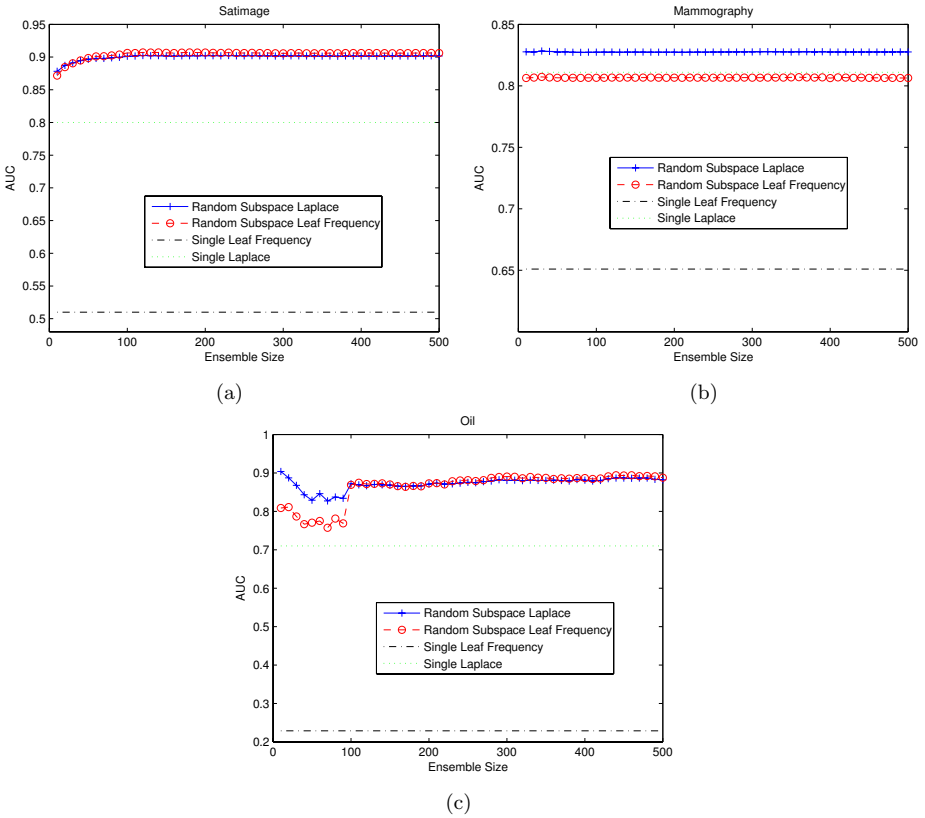 Satimage
0.95
0.9
0.85
0.8
0.75
0.7
0.65
0.6
0.55
0.5
AUC
Random Subspace Laplace
Random Subspace Leaf Frequency
Single Leaf Frequency
Single Laplace
0 100 200 300 400 500
Ensemble Size
(a)
Mammography
0.85
0.8
0.75
0.7
0.65
AUC
Random Subspace Laplace
Random Subspace Leaf Frequency
Single Leaf Frequency
Single Laplace
0 100 200 300 400 500
Ensemble Size
(b)
Oil
1
0.9
0.8
0.7
0.6
0.5
0.4
0.3
0.2
AUC
Random Subspace Laplace
Random Subspace Leaf Frequency
Single Leaf Frequency
Single Laplace
0 100 200 300 400 500
Ensemble Size
(c)